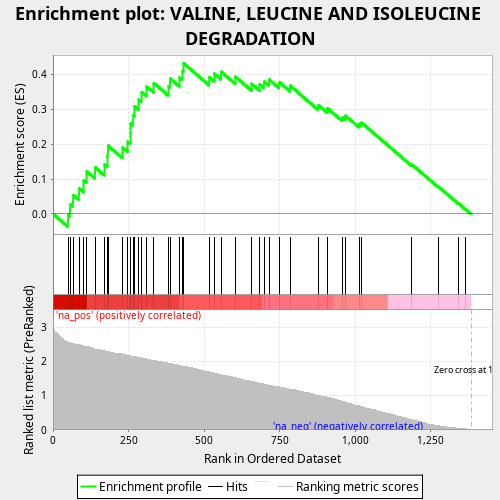 Enrichment plot: VALINE, LEUCINE AND ISOLEUCINE
DEGRADATION
Enrichment score (ES)
0.4
0.3
0.2
0.1
0.0
'na_pos' (positively correlated)
Ranked list metric (PreRanked)
3
2
1
0
Zero cross at 1
'na_neg' (negatively correlated)
0
250
500
750
1,000
1,250
Rank in Ordered Dataset
Enrichment profile
Hits
Ranking metric scores